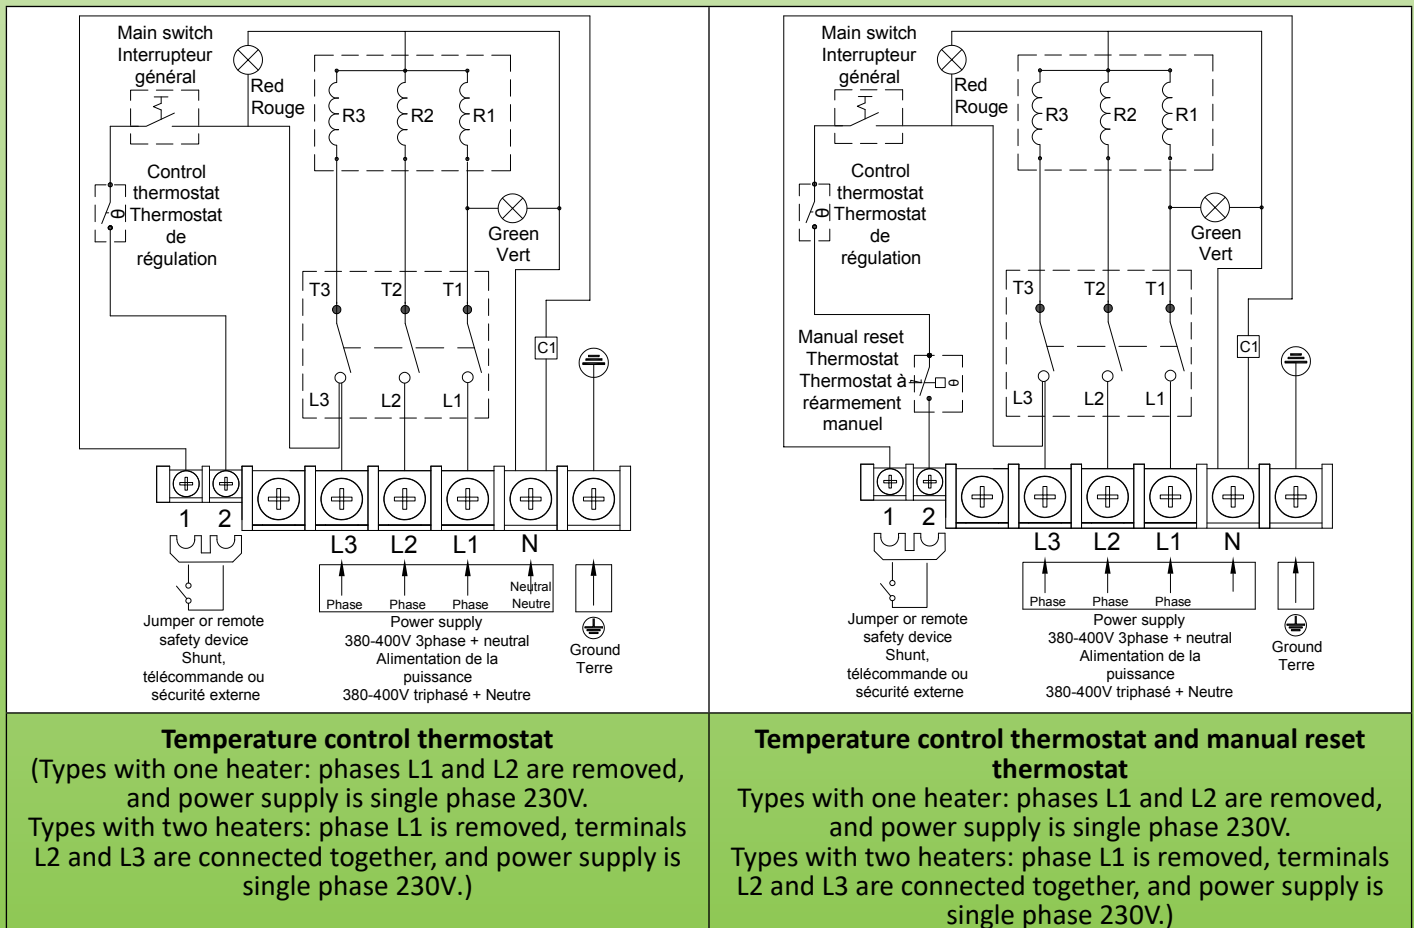 Main switch
Interrupteur
général
Red
Rouge
R3
R2
R1
Control
thermostat
Thermostat
de
régulation
θ
Green
Vert
T3
T2
T1
C1
L3
L2
L1
1
2
L3
L2
L1
N
Phase
Phase
Phase
Neutral
Neutre
Jumper or remote
safety device
Shunt,
télécommande ou
sécurité externe
Power supply
380-400V 3phase + neutral
Alimentation de la
puissance
380-400V triphasé + Neutre
Ground
Terre
Main switch
Interrupteur
général
Red
Rouge
R3
R2
R1
Control
thermostat
Thermostat
de
régulation
θ
Green
Vert
T3
T2
T1
Manual reset
Thermostat
Thermostat à
réarmement
manuel
θ
C1
L3
L2
L1
1
2
L3
L2
L1
N
Phase
Phase
Phase
Jumper or remote
safety device
Shunt,
télécommande ou
sécurité externe
Power supply
380-400V 3phase + neutral
Alimentation de la
puissance
380-400V triphasé + Neutre
Ground
Terre
Temperature control thermostat
(Types with one heater: phases L1 and L2 are removed,
and power supply is single phase 230V.
Types with two heaters: phase L1 is removed, terminals
L2 and L3 are connected together, and power supply is
single phase 230V.)
Temperature control thermostat and manual reset
thermostat
Types with one heater: phases L1 and L2 are removed,
and power supply is single phase 230V.
Types with two heaters: phase L1 is removed, terminals
L2 and L3 are connected together, and power supply is
single phase 230V.)